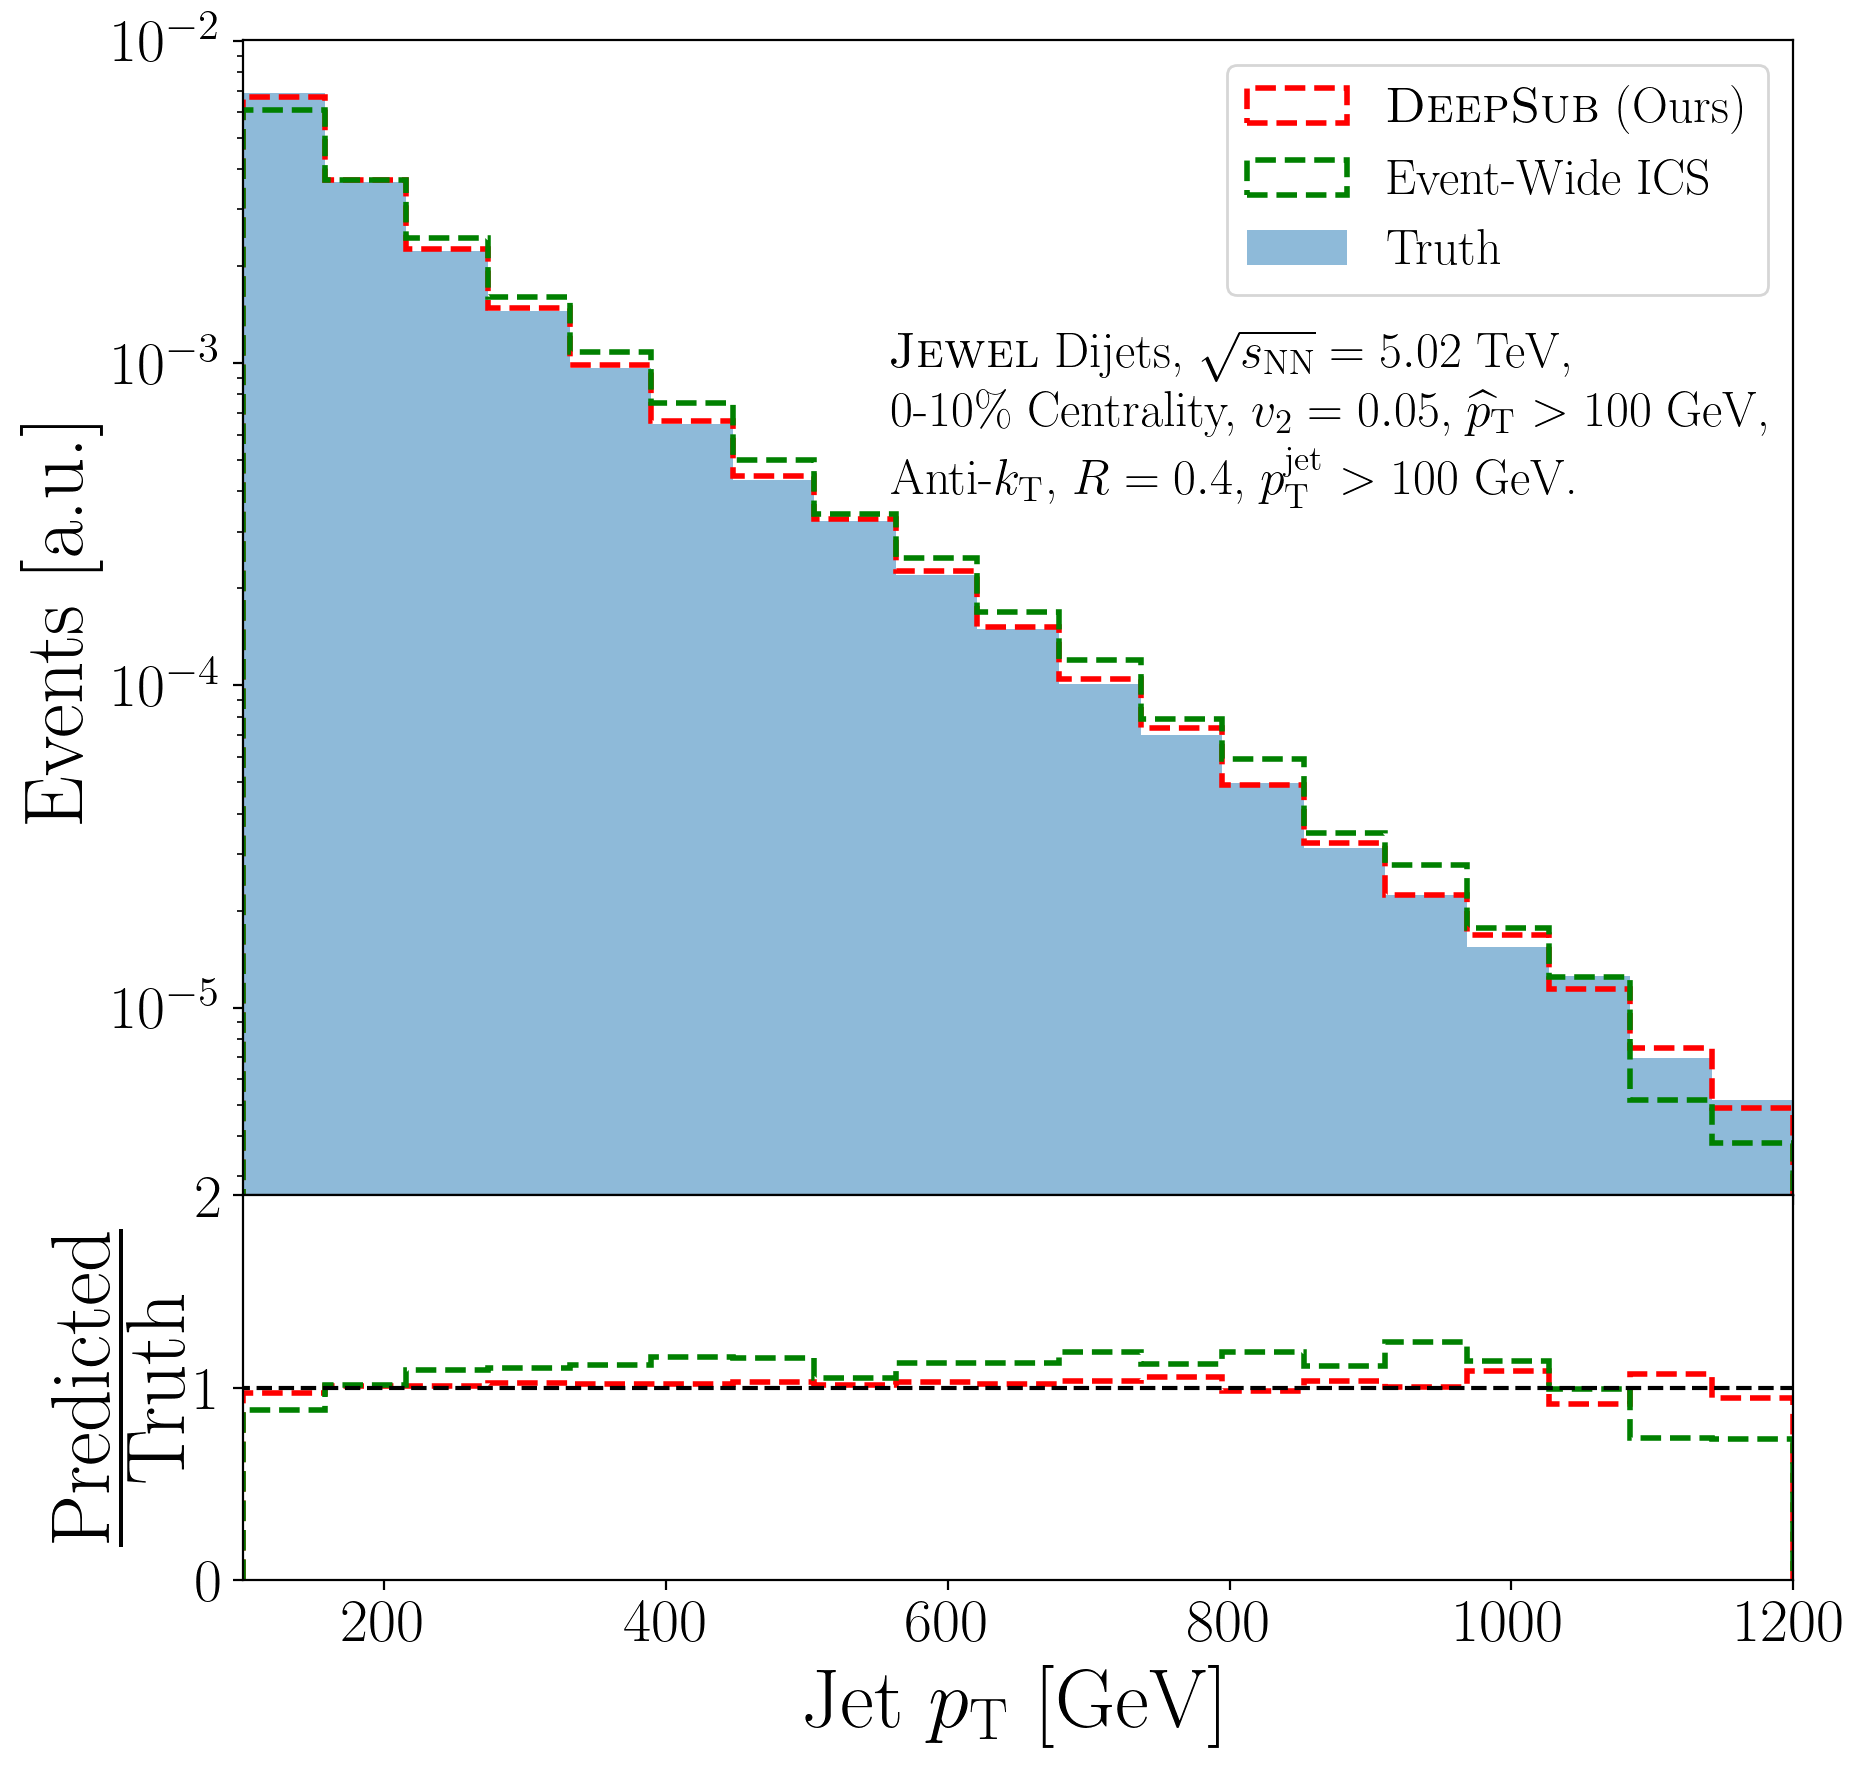 10⁻²
10⁻³
10⁻⁴
10⁻⁵
Events [a.u.]
DeepSub (Ours)
Event-Wide ICS
Truth
Jewel Dijets, √s_NN = 5.02 TeV,
0-10% Centrality, v₂ = 0.05, p̂_T > 100 GeV,
Anti-k_T, R = 0.4, p_T^jet > 100 GeV.
2
1
0
Predicted
Truth
200 400 600 800 1000 1200
Jet p_T [GeV]